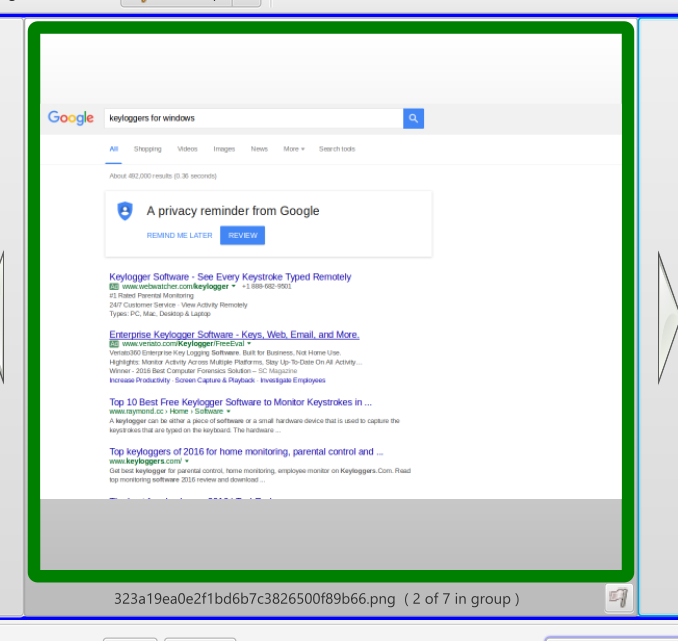 Google
keyloggers for windows
All Shopping Videos Images News More Search tools
About 492,000 results (0.36 seconds)
A privacy reminder from Google
REMIND ME LATER REVIEW
Keylogger Software - See Every Keystroke Typed Remotely
Ad www.webwatcher.com/keylogger +1 888-682-9501
#1 Rated Parental Monitoring
24/7 Customer Service · View Activity Remotely
Types: PC, Mac, Desktop & Laptop
Enterprise Keylogger Software - Keys, Web, Email, and More.
Ad www.veriato.com/Keylogger/FreeEval
Veriato360 Enterprise Key Logging Software. Built for Business, Not Home Use.
Highlights: Monitor Activity Across Multiple Platforms, Stay Up-To-Date On All Activity…
Winner - 2016 Best Computer Forensics Solution – SC Magazine
Increase Productivity · Screen Capture & Playback · Investigate Employees
Top 10 Best Free Keylogger Software to Monitor Keystrokes in ...
www.raymond.cc › Home › Software
A keylogger can be either a piece of software or a small hardware device that is used to capture the
keystrokes that are typed on the keyboard. The hardware ...
Top keyloggers of 2016 for home monitoring, parental control and ...
www.keyloggers.com/
Get best keylogger for parental control, home monitoring, employee monitor on Keyloggers.Com. Read
top monitoring software 2016 review and download ...
323a19ea0e2f1bd6b7c3826500f89b66.png ( 2 of 7 in group )